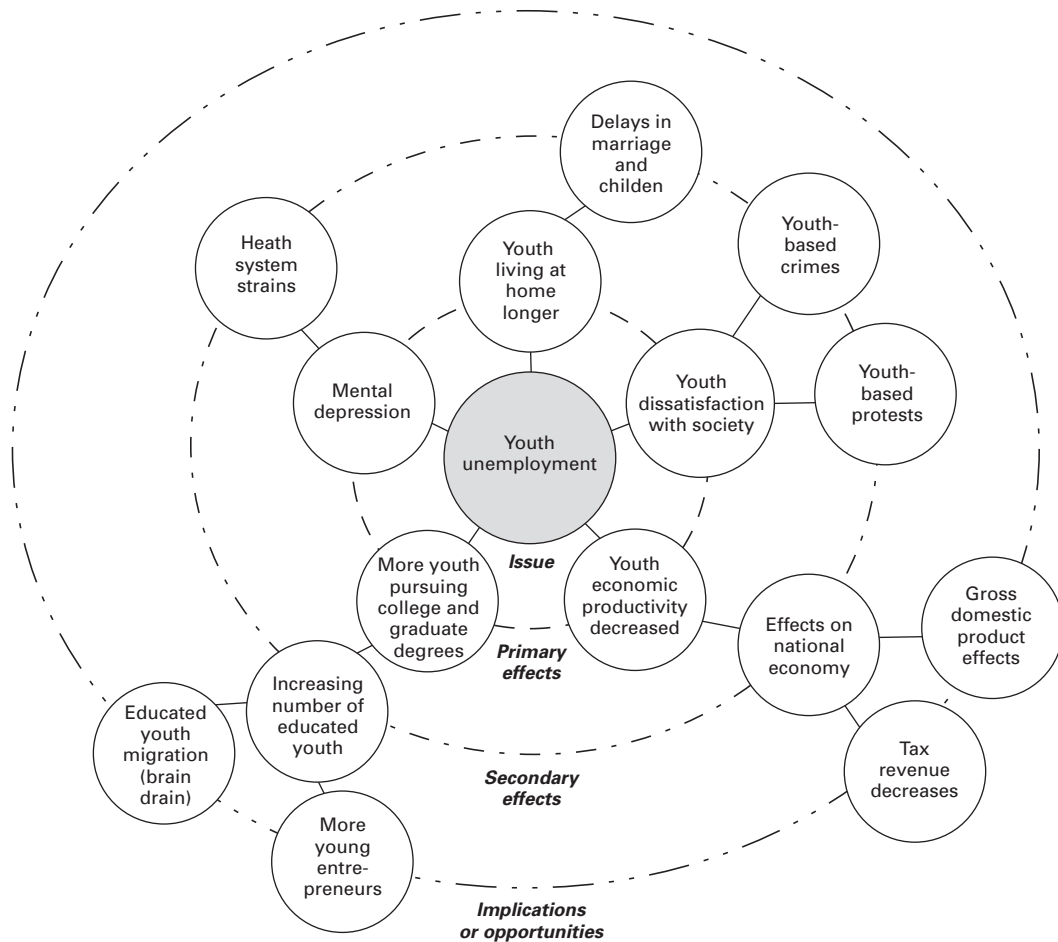 Delays in
marriage
and
childen
Youth-
based
crimes
Heath
system
strains
Youth
living at
home
longer
Youth-
based
protests
Mental
depression
Youth
dissatisfaction
with society
Youth
unemployment
Issue
More youth
pursuing
college and
graduate
degrees
Youth
economic
productivity
decreased
Primary
effects
Effects on
national
economy
Gross
domestic
product
effects
Increasing
number of
educated
youth
Educated
youth
migration
(brain
drain)
Secondary
effects
Tax
revenue
decreases
More
young
entre-
preneurs
Implications
or opportunities